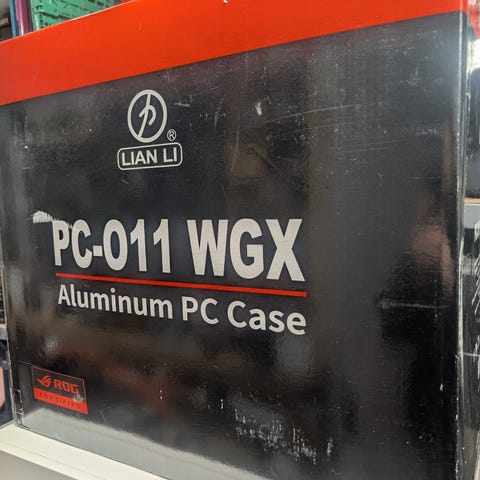 ®
LIAN LI
PC-O11 WGX
Aluminum PC Case
ROG
CERTIFIED